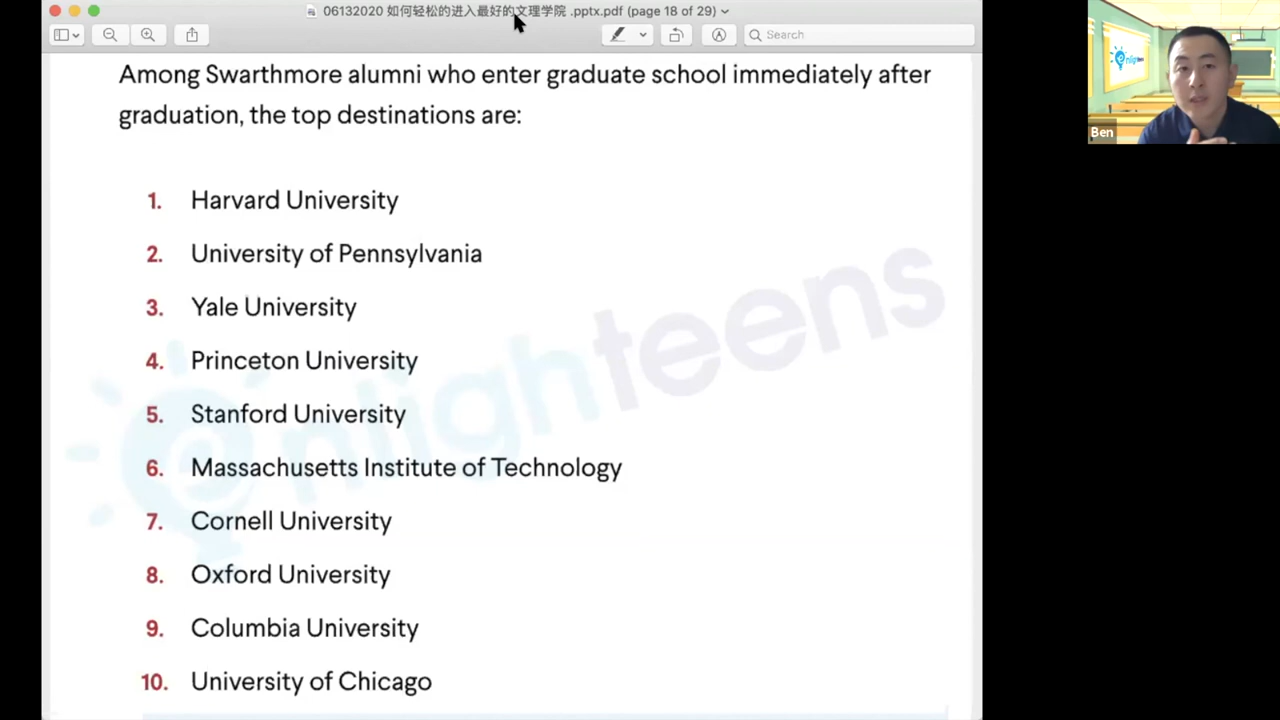 06132020 如何轻松的进入最好的文理学院 .pptx.pdf (page 18 of 29)
Search
Among Swarthmore alumni who enter graduate school immediately after
graduation, the top destinations are:
1. Harvard University
2. University of Pennsylvania
3. Yale University
4. Princeton University
5. Stanford University
6. Massachusetts Institute of Technology
7. Cornell University
8. Oxford University
9. Columbia University
10. University of Chicago
enlighteens
Ben